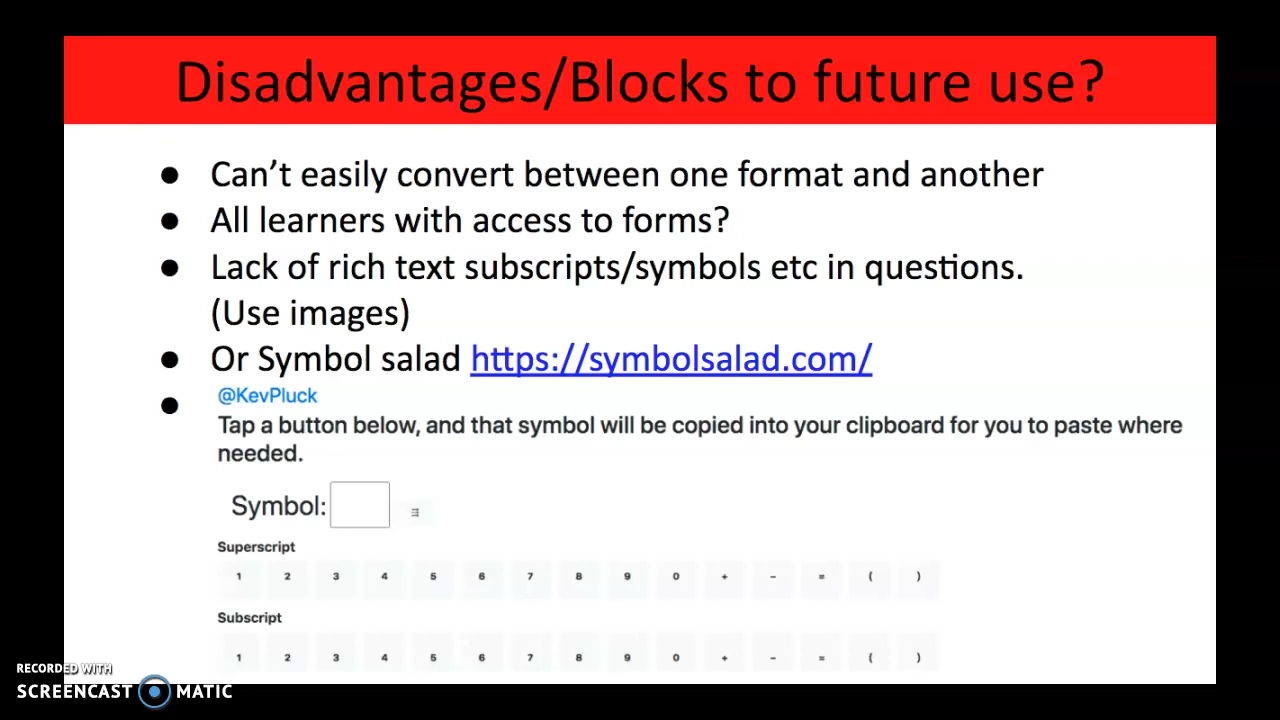 Disadvantages/Blocks to future use?
● Can’t easily convert between one format and another
● All learners with access to forms?
● Lack of rich text subscripts/symbols etc in questions.
(Use images)
● Or Symbol salad https://symbolsalad.com/
● @KevPluck
Tap a button below, and that symbol will be copied into your clipboard for you to paste where
needed.
Symbol:
Superscript
1 2 3 4 5 6 7 8 9 0 + − = ( )
Subscript
1 2 3 4 5 6 7 8 9 0 + − = ( )
RECORDED WITH
SCREENCAST MATIC